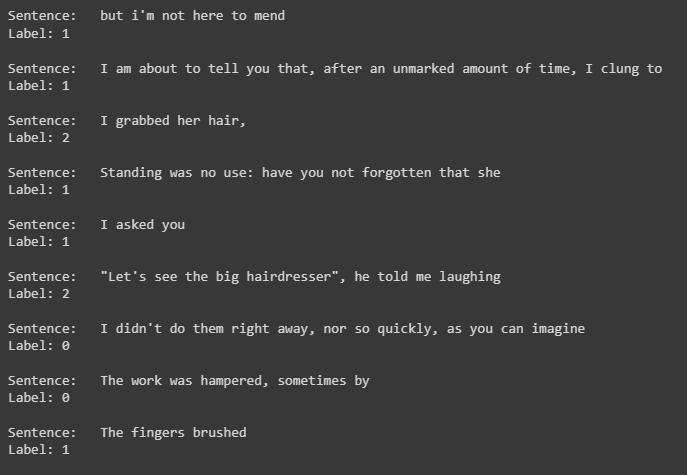 Sentence: but i'm not here to mend
Label: 1
Sentence: I am about to tell you that, after an unmarked amount of time, I clung to
Label: 1
Sentence: I grabbed her hair,
Label: 2
Sentence: Standing was no use: have you not forgotten that she
Label: 1
Sentence: I asked you
Label: 1
Sentence: "Let's see the big hairdresser", he told me laughing
Label: 2
Sentence: I didn't do them right away, nor so quickly, as you can imagine
Label: 0
Sentence: The work was hampered, sometimes by
Label: 0
Sentence: The fingers brushed
Label: 1